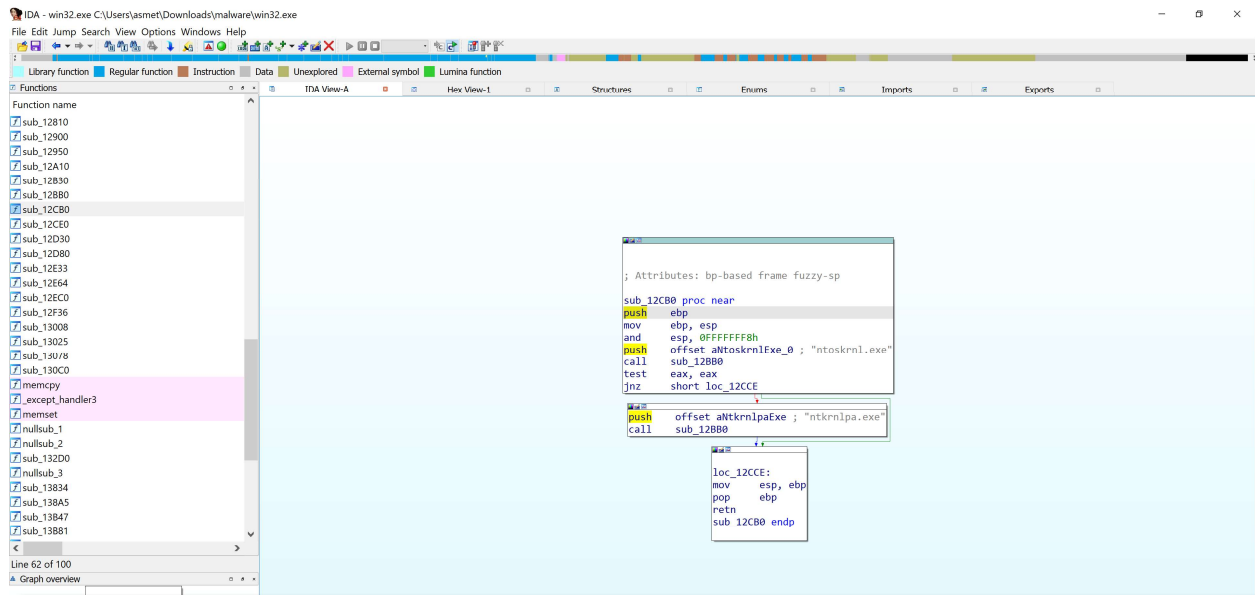 IDA - win32.exe C:\Users\asmet\Downloads\malware\win32.exe
File Edit Jump Search View Options Windows Help
Library function Regular function Instruction Data Unexplored External symbol Lumina function
Functions
Function name
sub_12810
sub_12900
sub_12950
sub_12A10
sub_12B30
sub_12BB0
sub_12CB0
sub_12CE0
sub_12D30
sub_12D80
sub_12E33
sub_12E64
sub_12EC0
sub_12F36
sub_13008
sub_13025
sub_13078
sub_130C0
memcpy
_except_handler3
memset
nullsub_1
nullsub_2
sub_132D0
nullsub_3
sub_13834
sub_138A5
sub_13B47
sub_13B81
Line 62 of 100
Graph overview
IDA View-A Hex View-1 Structures Enums Imports Exports
; Attributes: bp-based frame fuzzy-sp
sub_12CB0 proc near
push ebp
mov ebp, esp
and esp, 0FFFFFFF8h
push offset aNtoskrnlExe_0 ; "ntoskrnl.exe"
call sub_12BB0
test eax, eax
jnz short loc_12CCE
push offset aNtkrnlpaExe ; "ntkrnlpa.exe"
call sub_12BB0
loc_12CCE:
mov esp, ebp
pop ebp
retn
sub_12CB0 endp